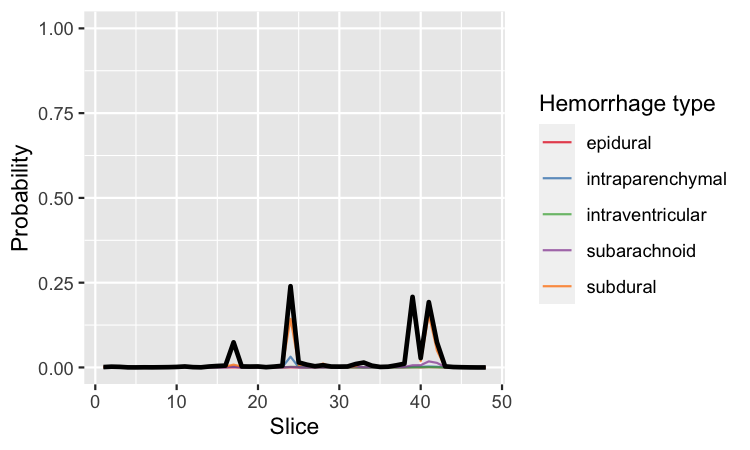 1.00
0.75
0.50
0.25
0.00
Probability
0
10
20
30
40
50
Slice
Hemorrhage type
epidural
intraparenchymal
intraventricular
subarachnoid
subdural